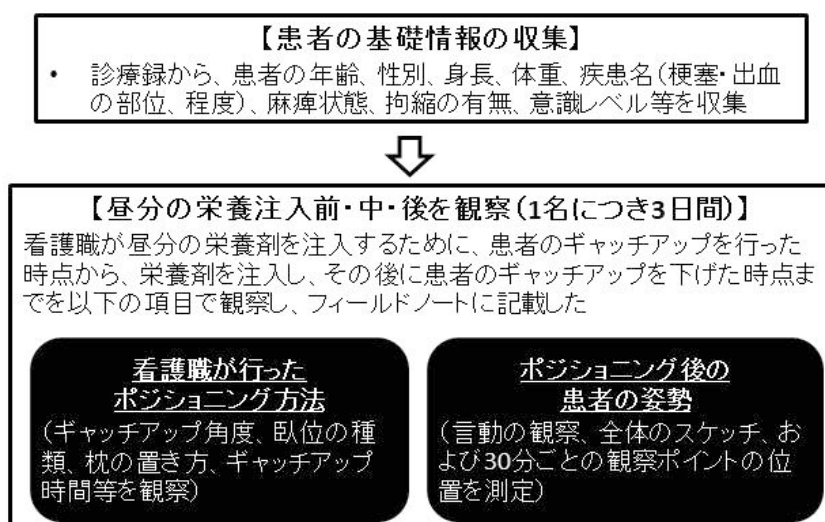 【患者の基礎情報の収集】
• 診療録から、患者の年齢、性別、身長、体重、疾患名(梗塞・出血
の部位、程度)、麻痺状態、拘縮の有無、意識レベル等を収集
【昼分の栄養注入前・中・後を観察(1名につき3日間)】
看護職が昼分の栄養剤を注入するために、患者のギャッチアップを行った
時点から、栄養剤を注入し、その後に患者のギャッチアップを下げた時点ま
でを以下の項目で観察し、フィールドノートに記載した
看護職が行った
ポジショニング方法
(ギャッチアップ角度、臥位の種
類、枕の置き方、ギャッチアップ
時間等を観察)
ポジショニング後の
患者の姿勢
(言動の観察、全体のスケッチ、お
よび30分ごとの観察ポイントの位
置を測定)